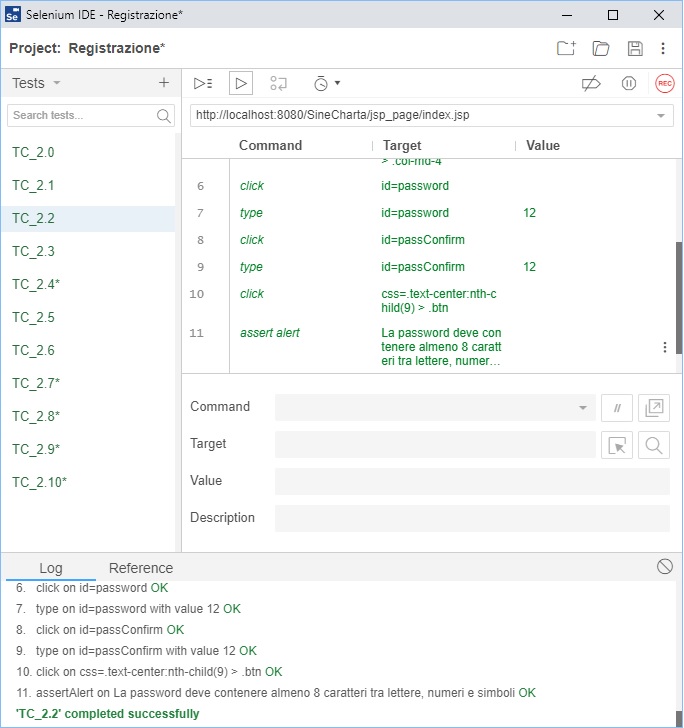 Selenium IDE - Registrazione*
Project: Registrazione*
Tests
REC
Search tests...
http://localhost:8080/SineCharta/jsp_page/index.jsp
Command Target Value
> .col-md-4
6 click id=password
7 type id=password 12
8 click id=passConfirm
9 type id=passConfirm 12
10 click css=.text-center:nth-c
hild(9) > .btn
11 assert alert La password deve con
tenere almeno 8 caratt
eri tra lettere, numer...
TC_2.0
TC_2.1
TC_2.2
TC_2.3
TC_2.4*
TC_2.5
TC_2.6
TC_2.7*
TC_2.8*
TC_2.9*
TC_2.10*
Command //
Target
Value
Description
Log Reference
6. click on id=password OK
7. type on id=password with value 12 OK
8. click on id=passConfirm OK
9. type on id=passConfirm with value 12 OK
10. click on css=.text-center:nth-child(9) > .btn OK
11. assertAlert on La password deve contenere almeno 8 caratteri tra lettere, numeri e simboli OK
'TC_2.2' completed successfully